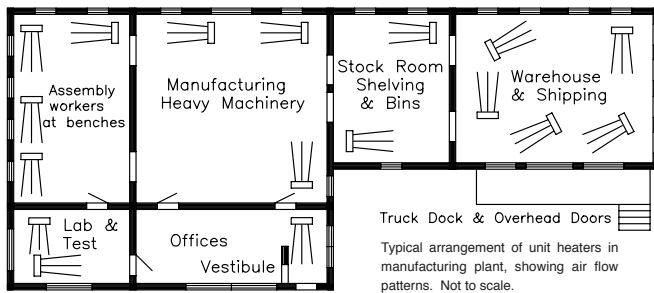 Assembly
workers
at benches
Manufacturing
Heavy Machinery
Stock Room
Shelving
& Bins
Warehouse
& Shipping
Lab &
Test
Offices
Vestibule
Truck Dock & Overhead Doors
Typical arrangement of unit heaters in
manufacturing plant, showing air flow
patterns. Not to scale.